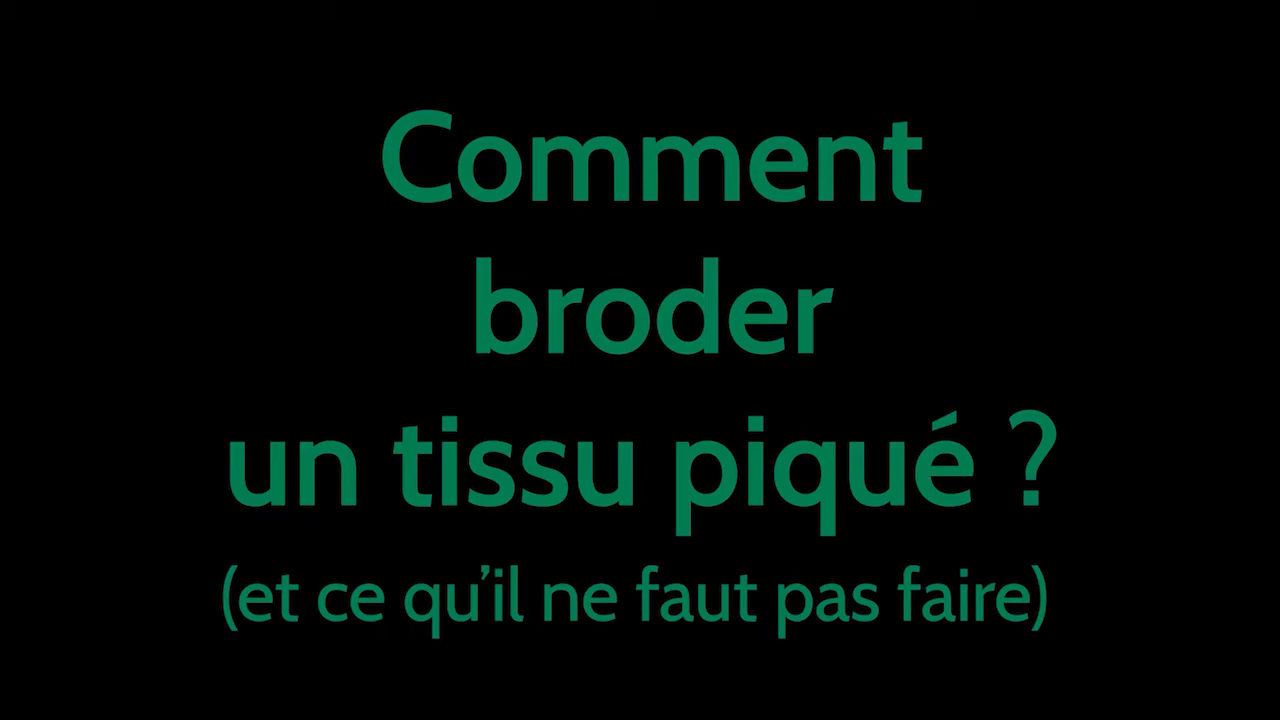 Comment
broder
un tissu piqué ?
(et ce qu’il ne faut pas faire)